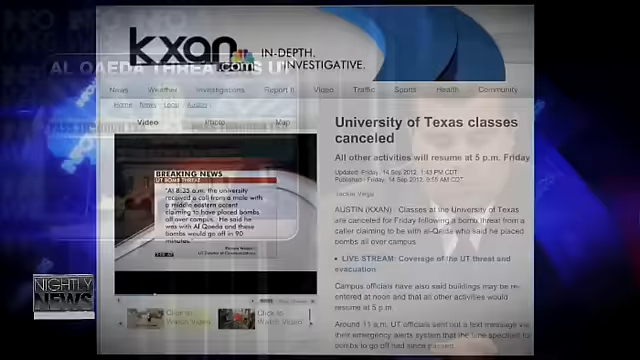 kxan
.com
IN-DEPTH.
INVESTIGATIVE.
News Weather Investigations Report It Video Traffic Sports Health Community
Home News Local Austin
Video Photo Map
University of Texas classes
canceled
All other activities will resume at 5 p.m. Friday
Updated: Friday, 14 Sep 2012, 1:43 PM CDT
Published : Friday, 14 Sep 2012, 9:55 AM CDT
Jackie Vega
AUSTIN (KXAN) - Classes at the University of Texas
are canceled for Friday following a bomb threat from a
caller claiming to be with al-Qaeda who said he placed
bombs all over campus.
• LIVE STREAM: Coverage of the UT threat and
evacuation
Campus officials have also said buildings may be re-
entered at noon and that all other activities would
resume at 5 p.m.
Around 11 a.m. UT officials sent out a text message via
their emergency alerts system that the time specified for
bombs to go off had since passed.
BREAKING NEWS
UT BOMB THREAT
"At 8:35 a.m. the university
received a call from a male with
a middle eastern accent
claiming to have placed bombs
all over campus. He said he
was with Al Qaeda and these
bombs would go off in 90
minutes.
Click to
Watch Video
Click to
Watch Video
NIGHTLY
NEWS